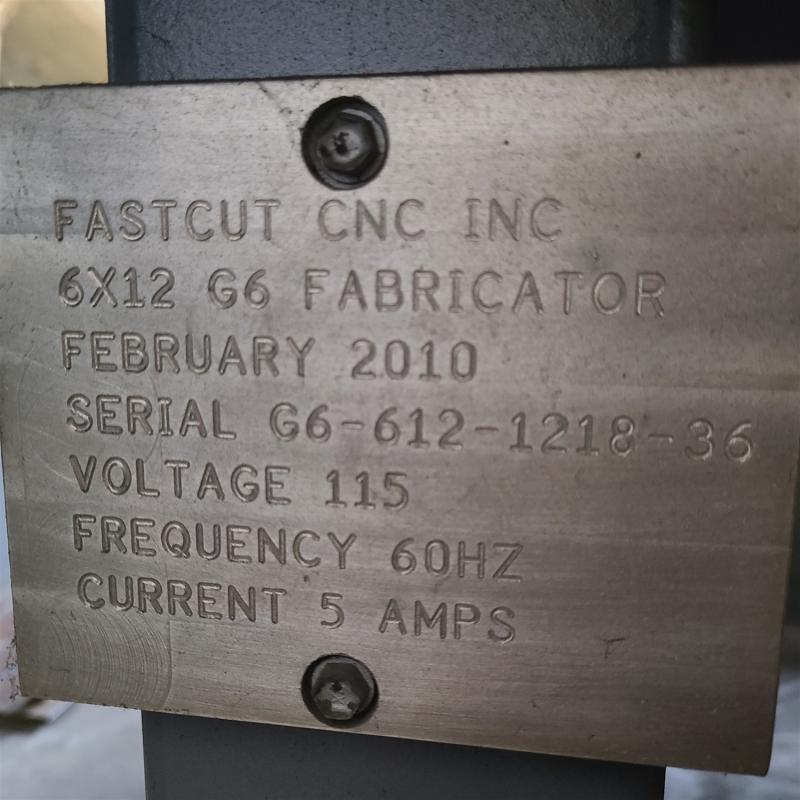 FASTCUT CNC INC
6X12 G6 FABRICATOR
FEBRUARY 2010
SERIAL G6-612-1218-36
VOLTAGE 115
FREQUENCY 60HZ
CURRENT 5 AMPS